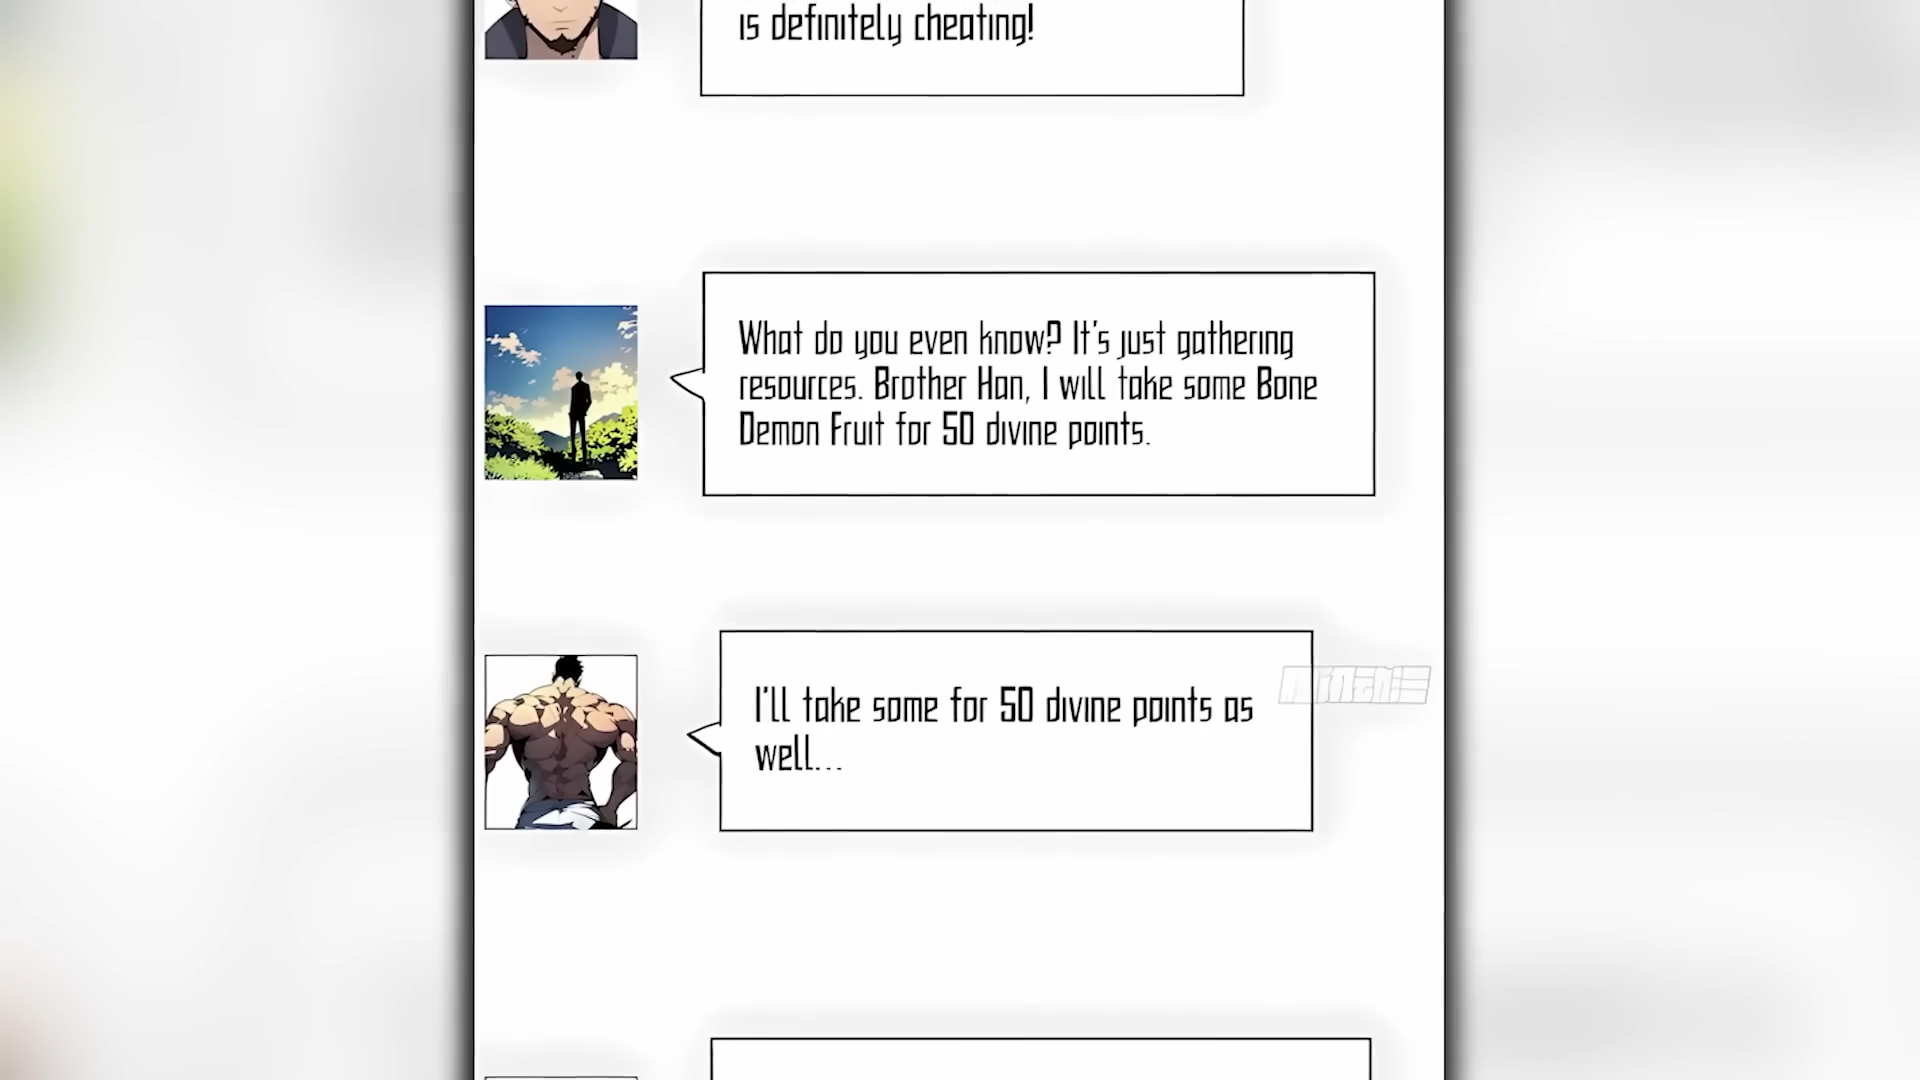 is definitely cheating!
What do you even know? It's just gathering
resources. Brother Han, I will take some Bone
Demon Fruit for 50 divine points.
I'll take some for 50 divine points as
well...